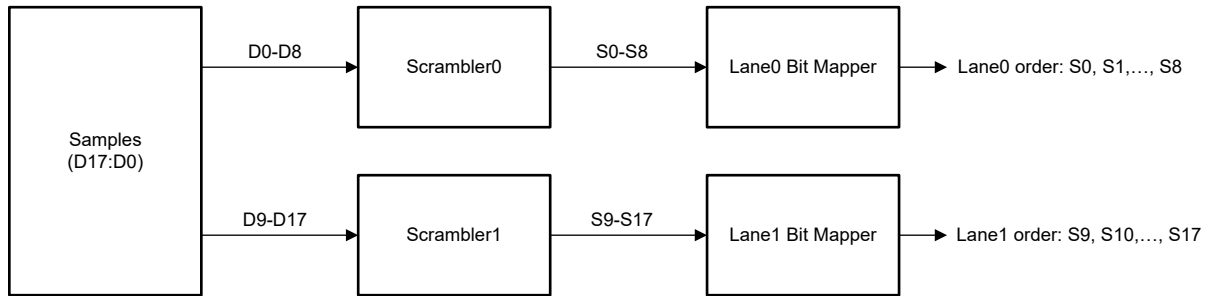 Samples
(D17:D0)
D0-D8
Scrambler0
S0-S8
Lane0 Bit Mapper
Lane0 order: S0, S1,…, S8
D9-D17
Scrambler1
S9-S17
Lane1 Bit Mapper
Lane1 order: S9, S10,…, S17